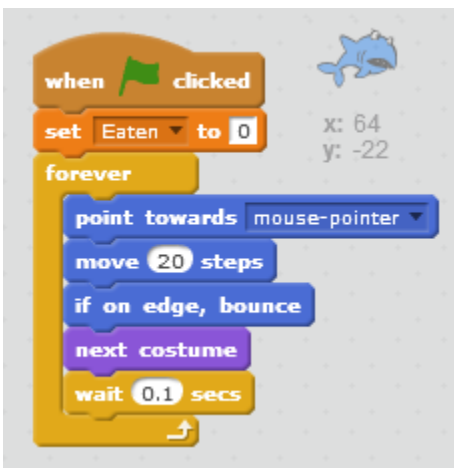 when clicked
set Eaten to 0
x: 64
y: -22
forever
point towards mouse-pointer
move 20 steps
if on edge, bounce
next costume
wait 0.1 secs